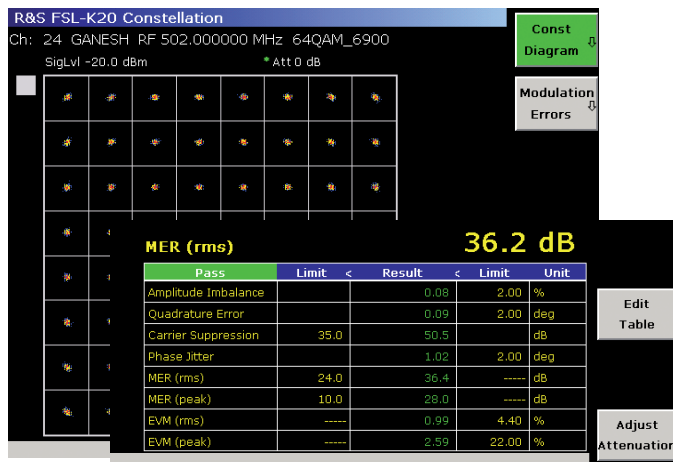 R&S FSL-K20 Constellation
Ch: 24 GANESH RF 502.000000 MHz 64QAM_6900
SigLvl -20.0 dBm * Att 0 dB
Const
Diagram
Modulation
Errors
MER (rms) 36.2 dB
Pass Limit < Result < Limit Unit
Amplitude Imbalance 0.08 2.00 %
Quadrature Error 0.09 2.00 deg
Carrier Suppression 35.0 50.5 dB
Phase Jitter 1.02 2.00 deg
MER (rms) 24.0 36.4 ----- dB
MER (peak) 10.0 28.0 ----- dB
EVM (rms) ----- 0.99 4.40 %
EVM (peak) ----- 2.59 22.00 %
Edit
Table
Adjust
Attenuation